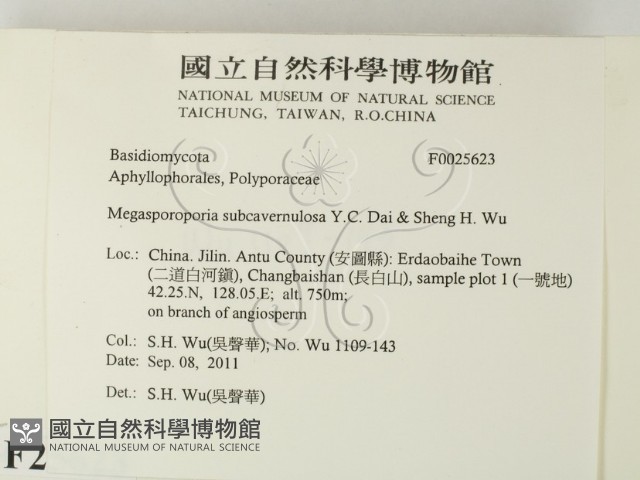 國立自然科學博物館
NATIONAL MUSEUM OF NATURAL SCIENCE
TAICHUNG, TAIWAN, R.O.CHINA
Basidiomycota F0025623
Aphyllophorales, Polyporaceae
Megasporoporia subcavernulosa Y.C. Dai & Sheng H. Wu
Loc.: China. Jilin. Antu County (安圖縣): Erdaobaihe Town
(二道白河鎮), Changbaishan (長白山), sample plot 1 (一號地)
42.25.N, 128.05.E; alt. 750m;
on branch of angiosperm
Col.: S.H. Wu(吳聲華); No. Wu 1109-143
Date: Sep. 08, 2011
Det.: S.H. Wu(吳聲華)
國立自然科學博物館
NATIONAL MUSEUM OF NATURAL SCIENCE
F2